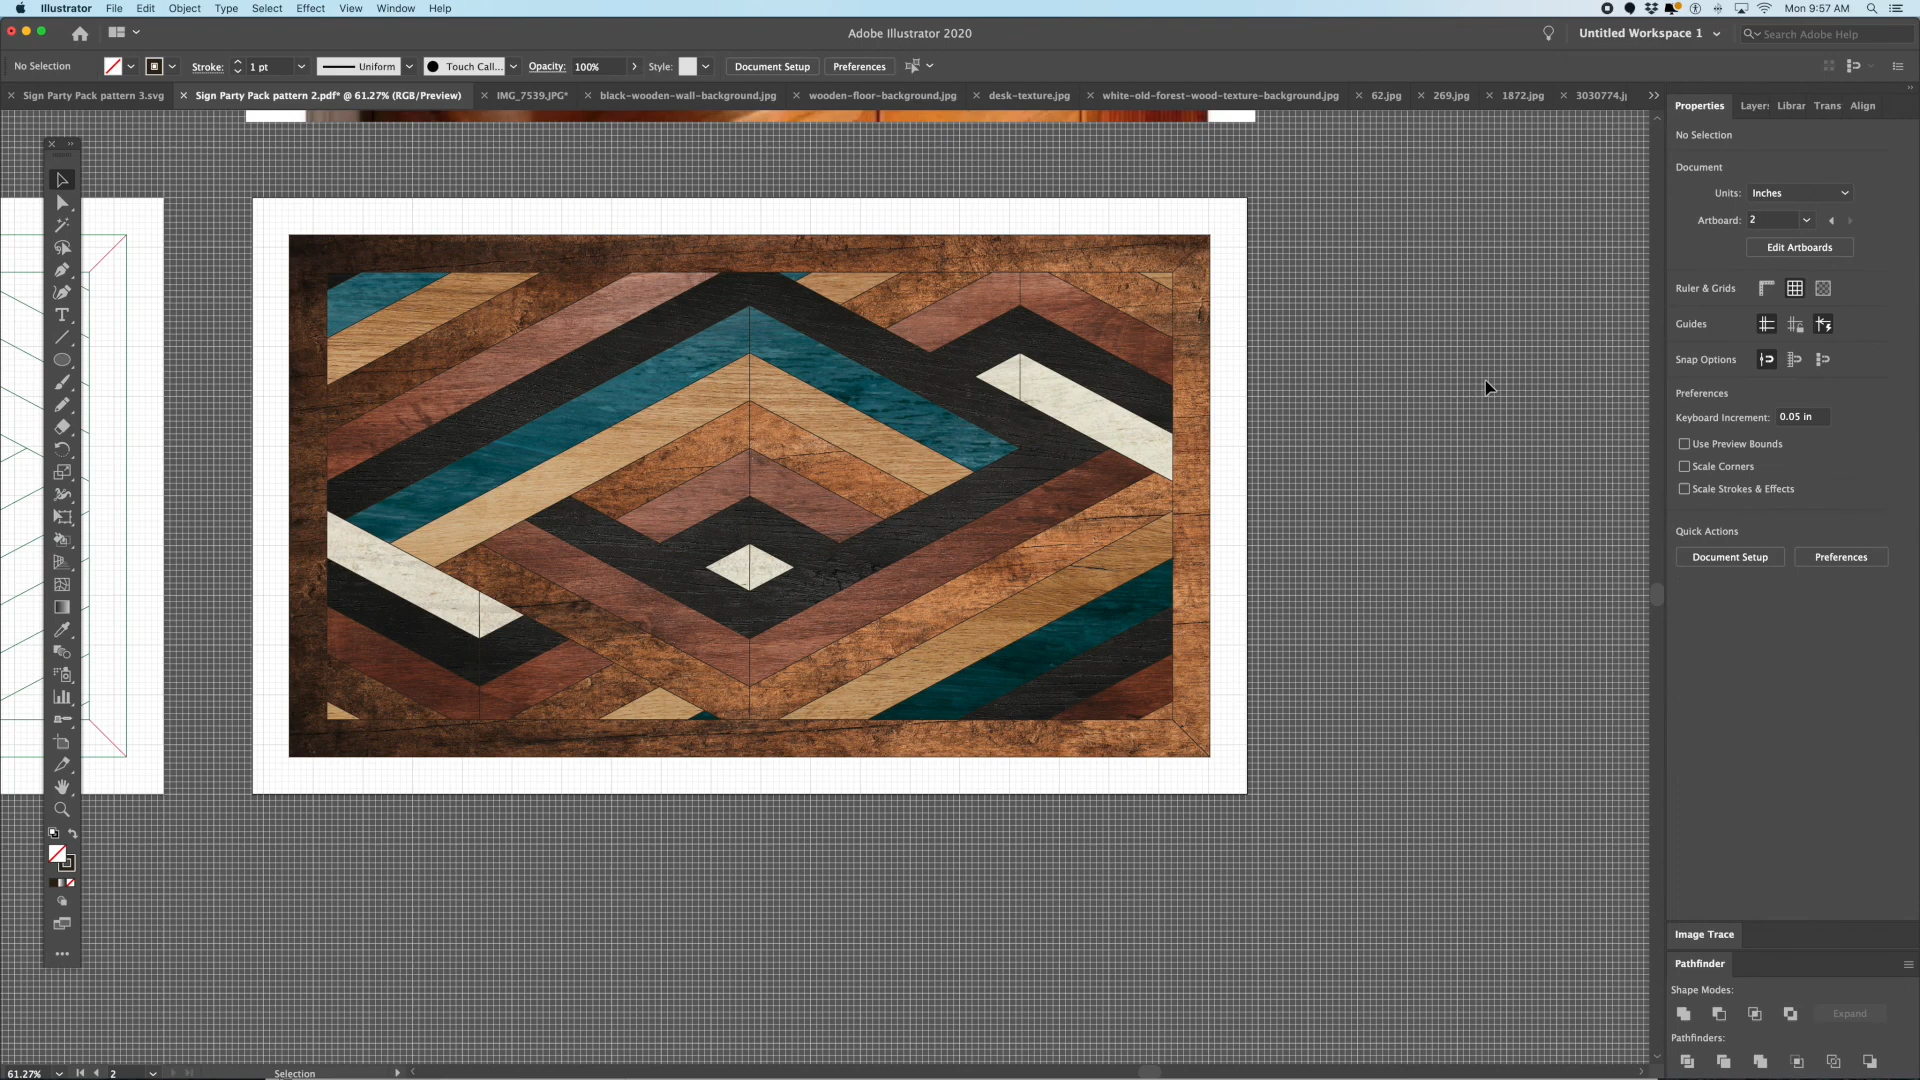 Illustrator File Edit Object Type Select Effect View Window Help Mon 9:57 AM
Adobe Illustrator 2020 Untitled Workspace 1 Search Adobe Help
No Selection Stroke: 1 pt Uniform Touch Call... Opacity: 100% Style: Document Setup Preferences
Sign Party Pack pattern 3.svg Sign Party Pack pattern 2.pdf* @ 61.27% (RGB/Preview) IMG_7539.JPG* black-wooden-wall-background.jpg wooden-floor-background.jpg desk-texture.jpg white-old-forest-wood-texture-background.jpg 62.jpg 269.jpg 1872.jpg 3030774.j
Properties Layers Librar Trans Align
No Selection
Document
Units: Inches
Artboard: 2
Edit Artboards
Ruler & Grids
Guides
Snap Options
Preferences
Keyboard Increment: 0.05 in
Use Preview Bounds
Scale Corners
Scale Strokes & Effects
Quick Actions
Document Setup Preferences
Image Trace
Pathfinder
Shape Modes:
Expand
Pathfinders:
61.27% 2 Selection